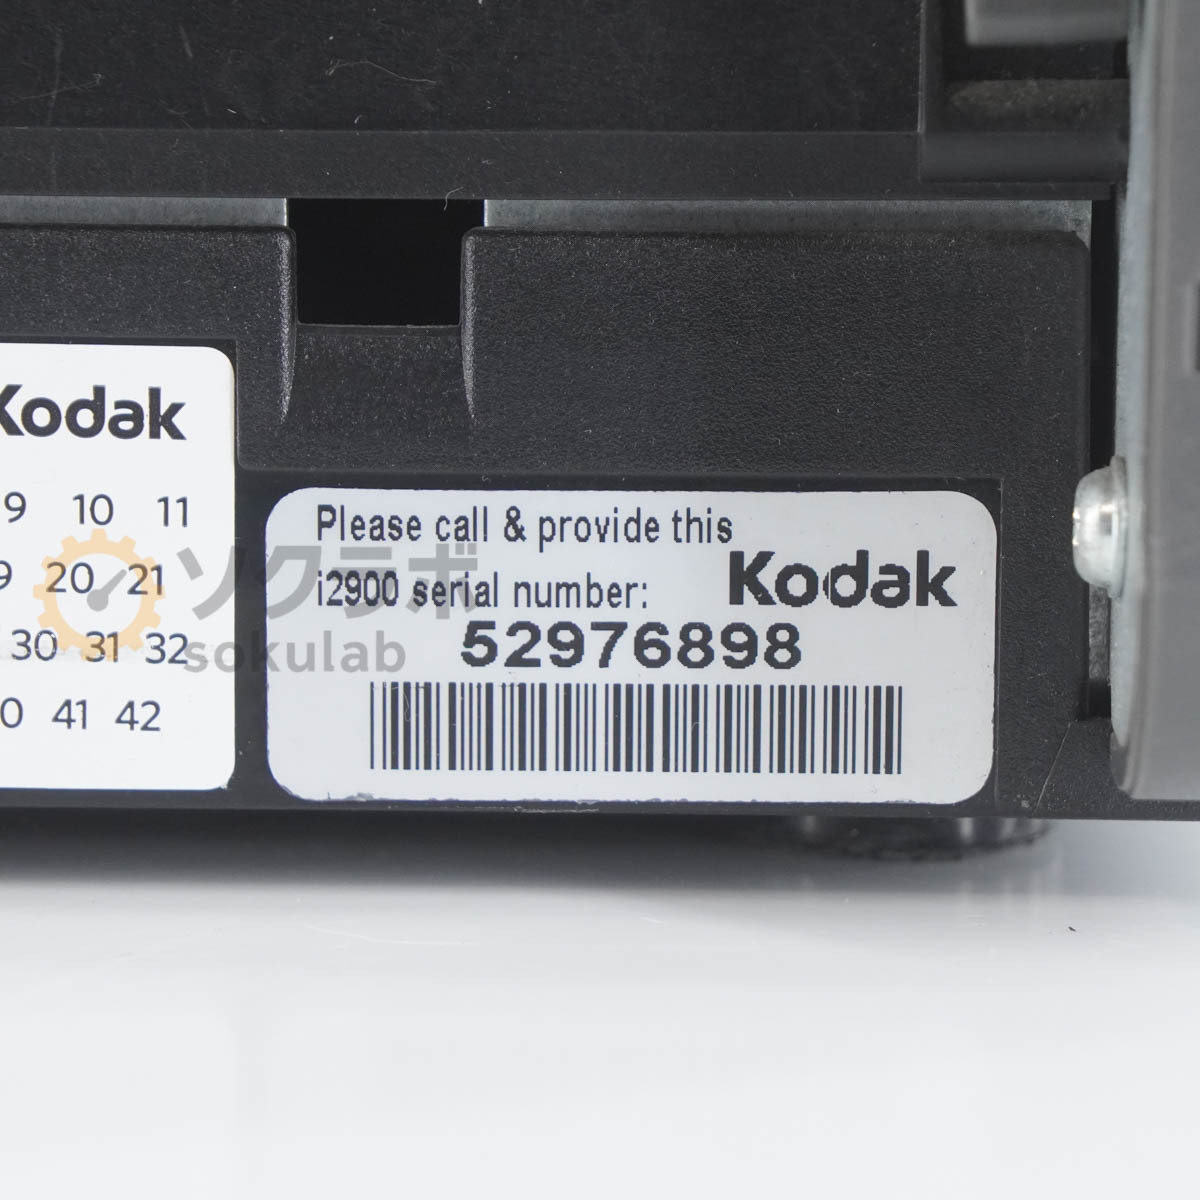 Kodak
9 10 11
9 20 21
30 31 32
0 41 42
Please call & provide this
i2900 serial number:
Kodak
52976898
ソクラボ
sokulab